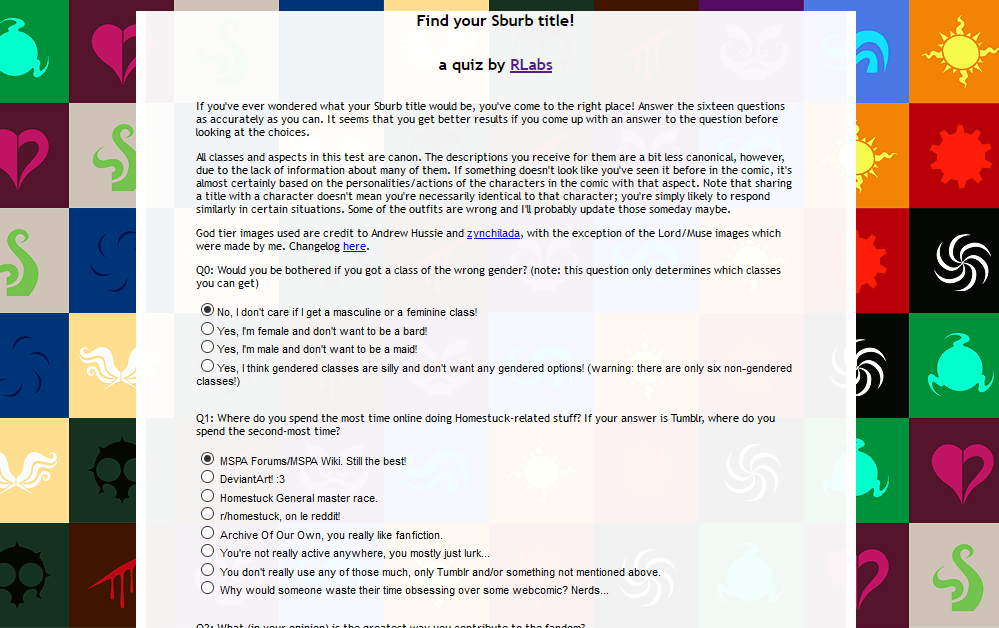 Find your Sburb title!
a quiz by RLabs
If you've ever wondered what your Sburb title would be, you've come to the right place! Answer the sixteen questions
as accurately as you can. It seems that you get better results if you come up with an answer to the question before
looking at the choices.
All classes and aspects in this test are canon. The descriptions you receive for them are a bit less canonical, however,
due to the lack of information about many of them. If something doesn't look like you've seen it before in the comic, it's
almost certainly based on the personalities/actions of the characters in the comic with that aspect. Note that sharing
a title with a character doesn't mean you're necessarily identical to that character; you're simply likely to respond
similarly in certain situations. Some of the outfits are wrong and I'll probably update those someday maybe.
God tier images used are credit to Andrew Hussie and zynchilada, with the exception of the Lord/Muse images which
were made by me. Changelog here.
Q0: Would you be bothered if you got a class of the wrong gender? (note: this question only determines which classes
you can get)
No, I don't care if I get a masculine or a feminine class!
Yes, I'm female and don't want to be a bard!
Yes, I'm male and don't want to be a maid!
Yes, I think gendered classes are silly and don't want any gendered options! (warning: there are only six non-gendered
classes!)
Q1: Where do you spend the most time online doing Homestuck-related stuff? If your answer is Tumblr, where do you
spend the second-most time?
MSPA Forums/MSPA Wiki. Still the best!
DeviantArt! :3
Homestuck General master race.
r/homestuck, on le reddit!
Archive Of Our Own, you really like fanfiction.
You're not really active anywhere, you mostly just lurk...
You don't really use any of those much, only Tumblr and/or something not mentioned above.
Why would someone waste their time obsessing over some webcomic? Nerds...
Q2: What (in your opinion) is the greatest way you contribute to the fandom?